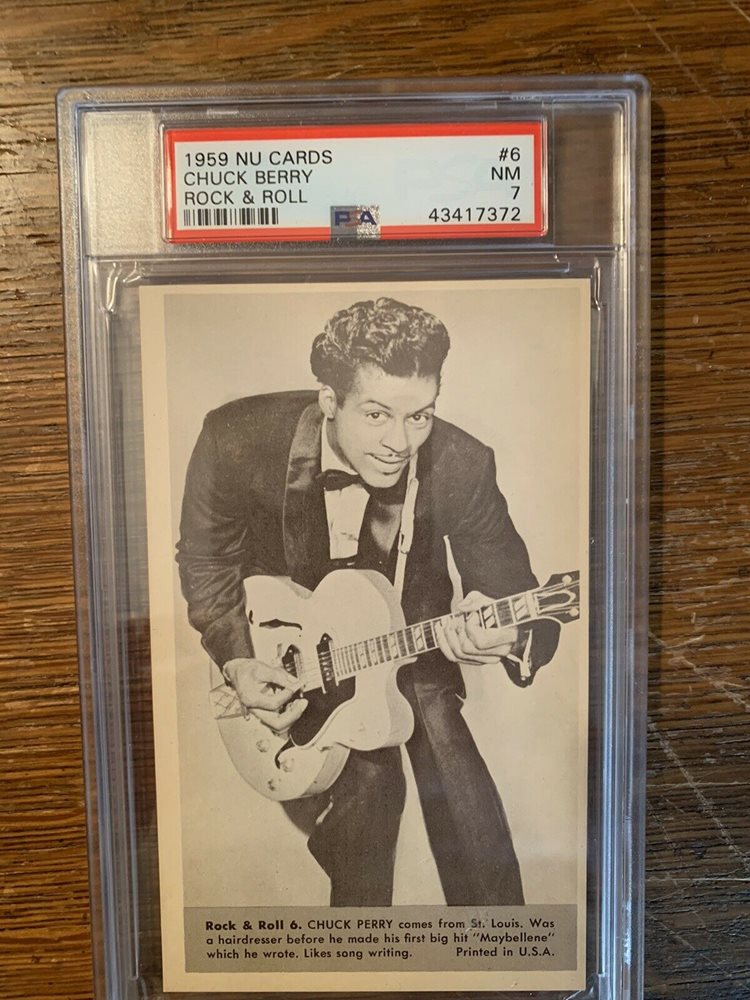 1959 NU CARDS #6
CHUCK BERRY NM
ROCK & ROLL 7
PSA 43417372
Rock & Roll 6. CHUCK PERRY comes from St. Louis. Was
a hairdresser before he made his first big hit "Maybellene"
which he wrote. Likes song writing. Printed in U.S.A.